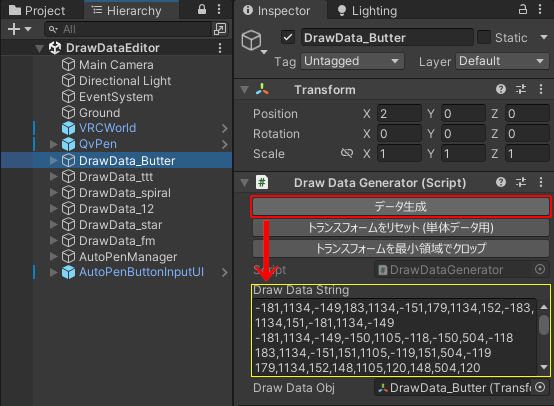 Project
Hierarchy
All
DrawDataEditor
Main Camera
Directional Light
EventSystem
Ground
VRCWorld
QvPen
DrawData_Butter
DrawData_ttt
DrawData_spiral
DrawData_12
DrawData_star
DrawData_fm
AutoPenManager
AutoPenButtonInputUI
Inspector
Lighting
DrawData_Butter
Static
Tag Untagged Layer Default
Transform
Position X 2 Y 0 Z 0
Rotation X 0 Y 0 Z 0
Scale X 1 Y 1 Z 1
Draw Data Generator (Script)
データ生成
トランスフォームをリセット (単体データ用)
トランスフォームを最小領域でクロップ
Script DrawDataGenerator
Draw Data String
-181,1134,-149,183,1134,-151,179,1134,152,-183,
1134,151,-181,1134,-149
-181,1134,-149,-150,1105,-118,-150,504,-118
183,1134,-151,151,1105,-119,151,504,-119
179,1134,152,148,1105,120,148,504,120
Draw Data Obj DrawData_Butter (Transfo